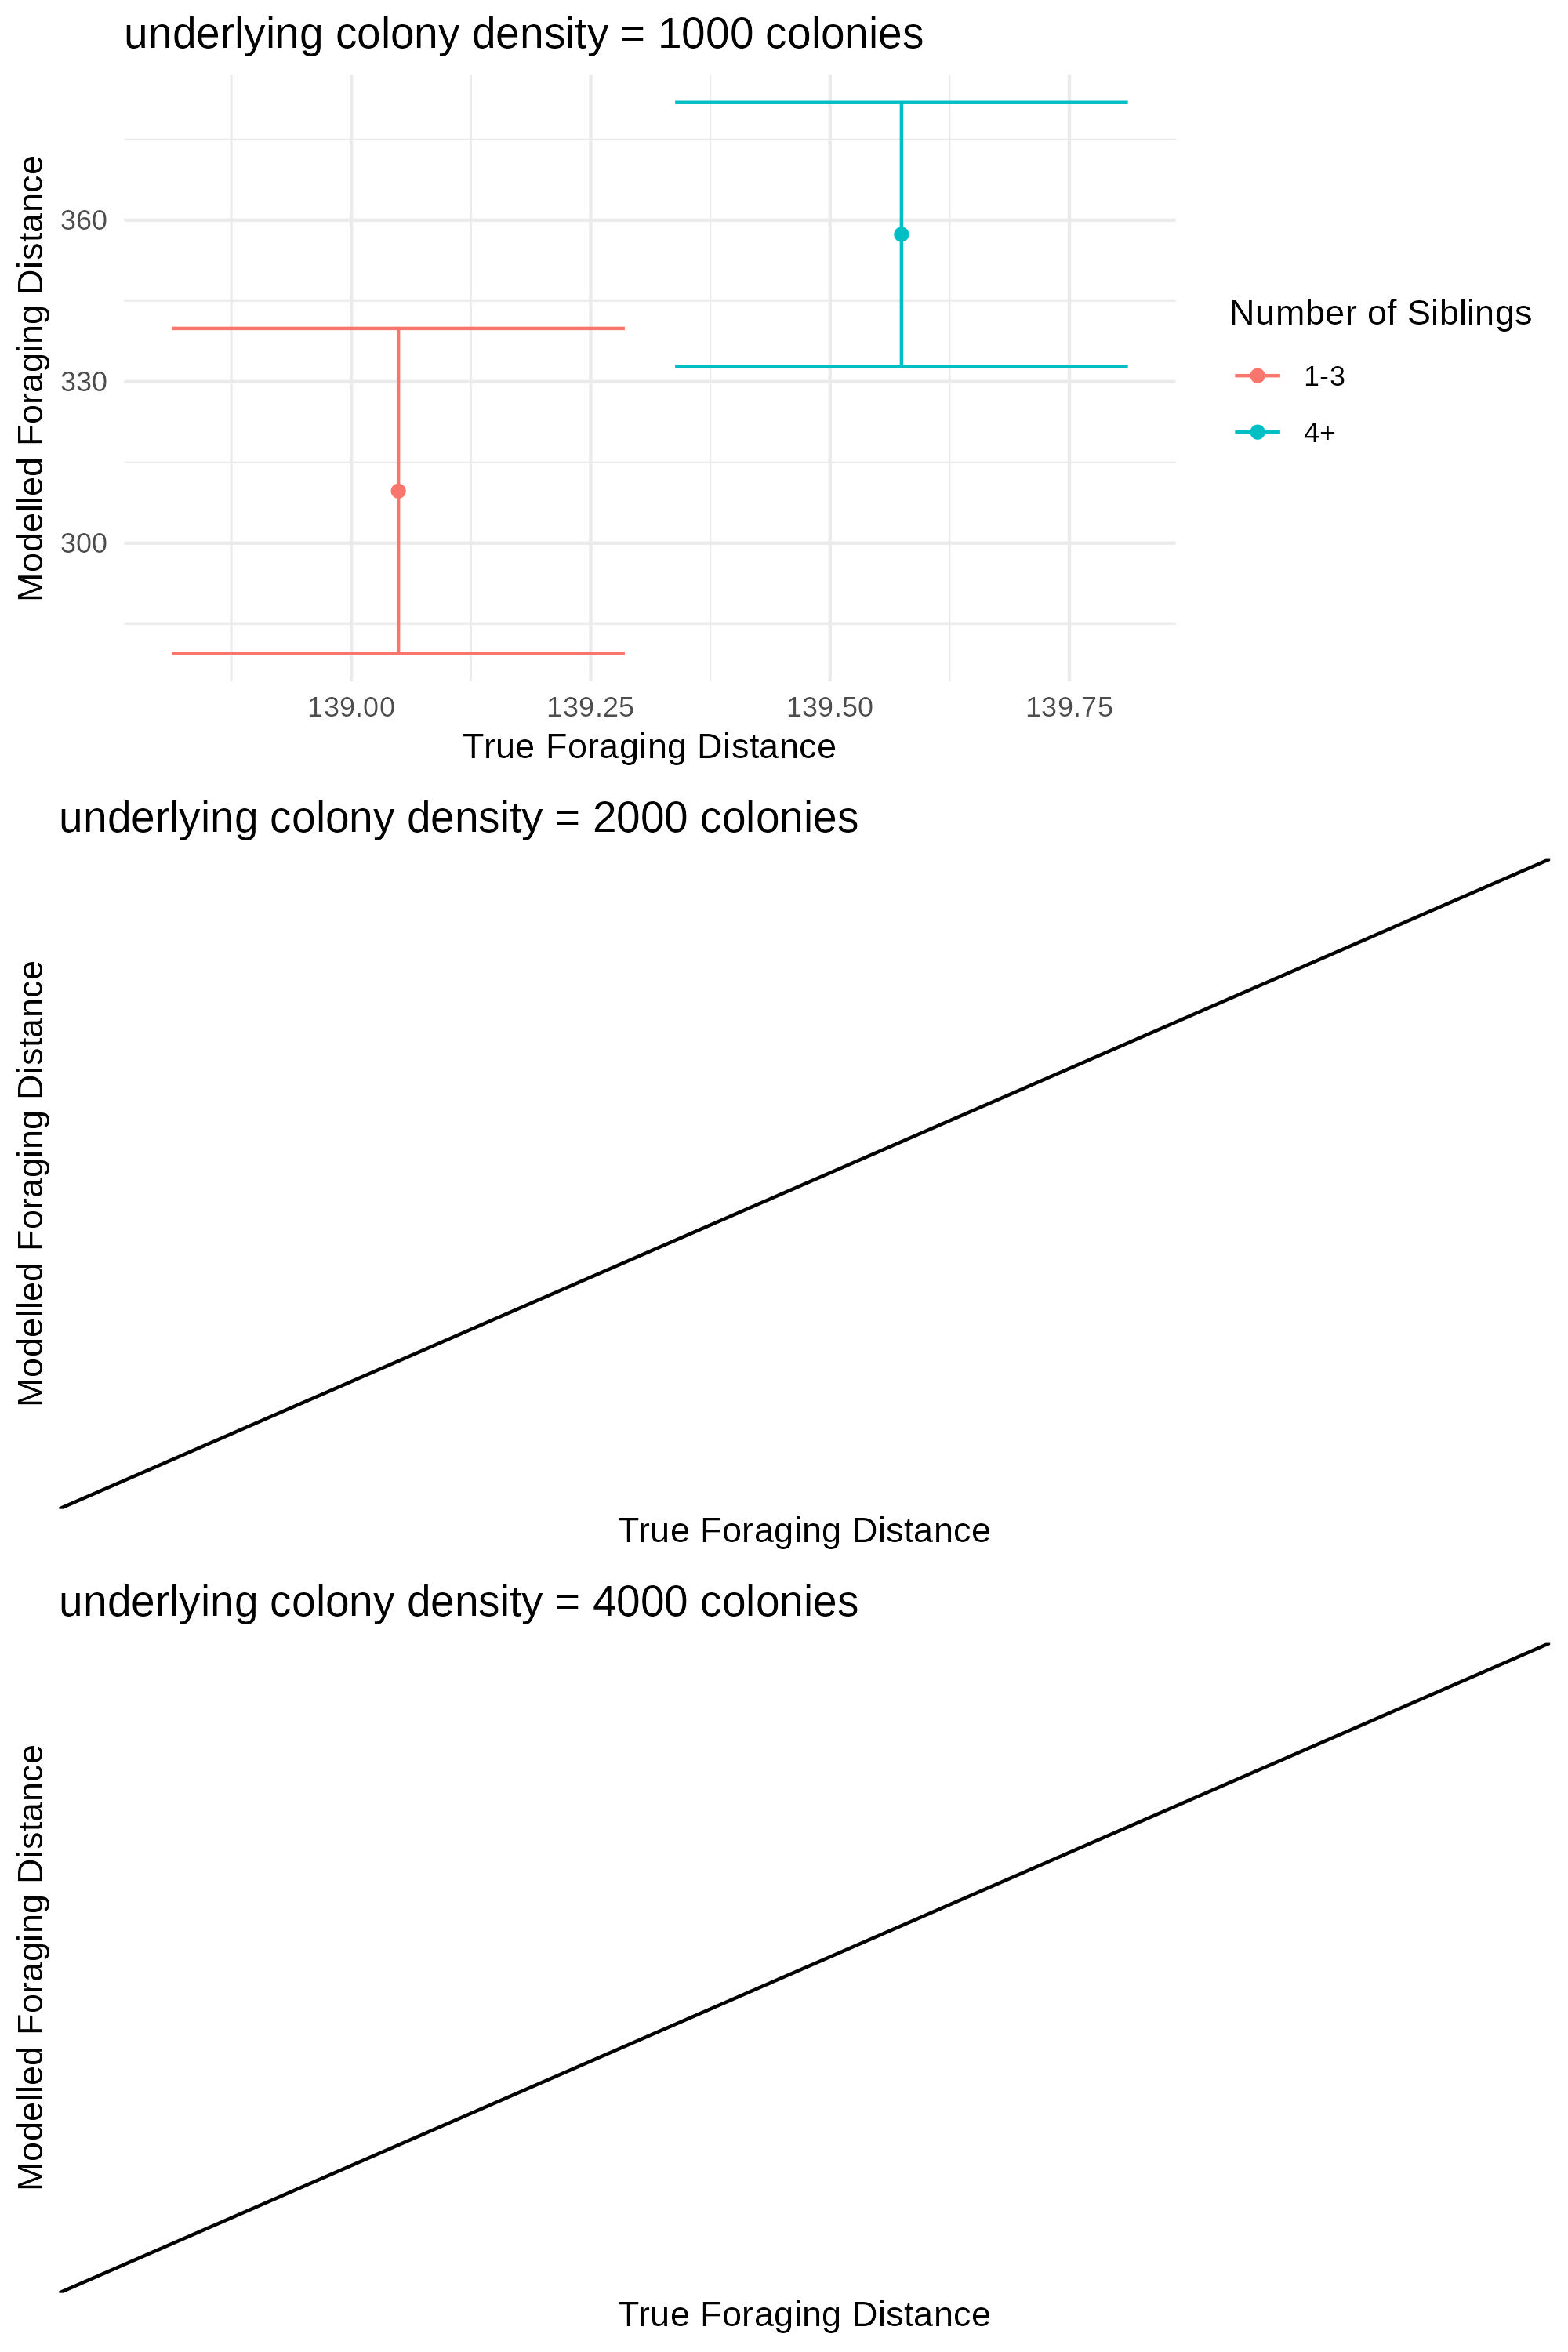 underlying colony density = 1000 colonies
Modelled Foraging Distance
360
330
300
139.00 139.25 139.50 139.75
True Foraging Distance
Number of Siblings
1-3
4+
underlying colony density = 2000 colonies
Modelled Foraging Distance
True Foraging Distance
underlying colony density = 4000 colonies
Modelled Foraging Distance
True Foraging Distance